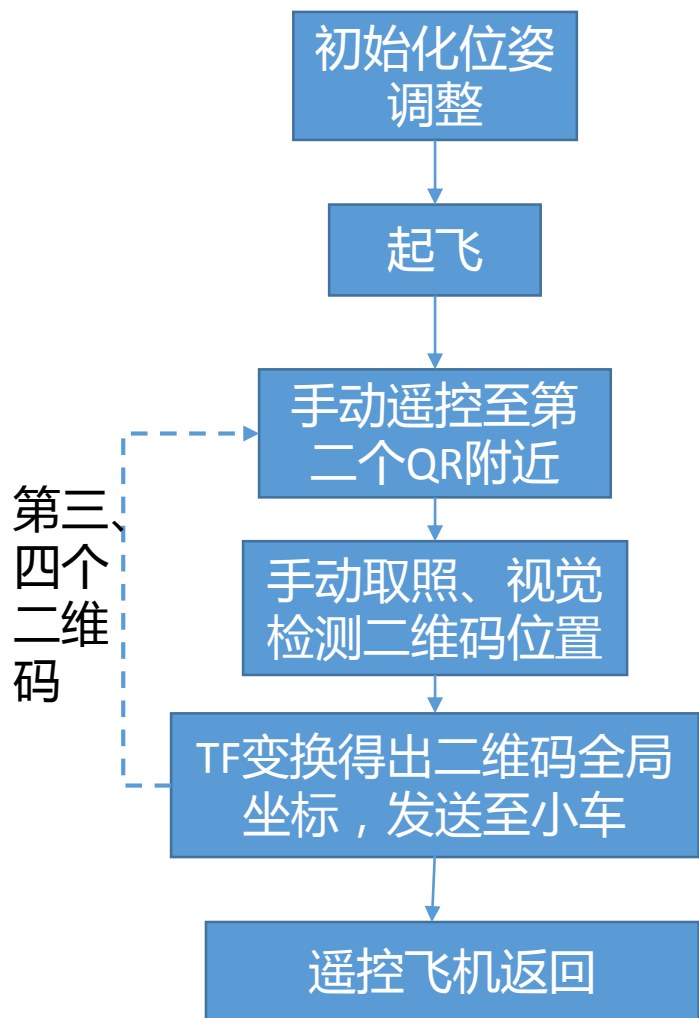 初始化位姿
调整
起飞
手动遥控至第
二个QR附近
第三、
四个
二维
码
手动取照、视觉
检测二维码位置
TF变换得出二维码全局
坐标，发送至小车
遥控飞机返回